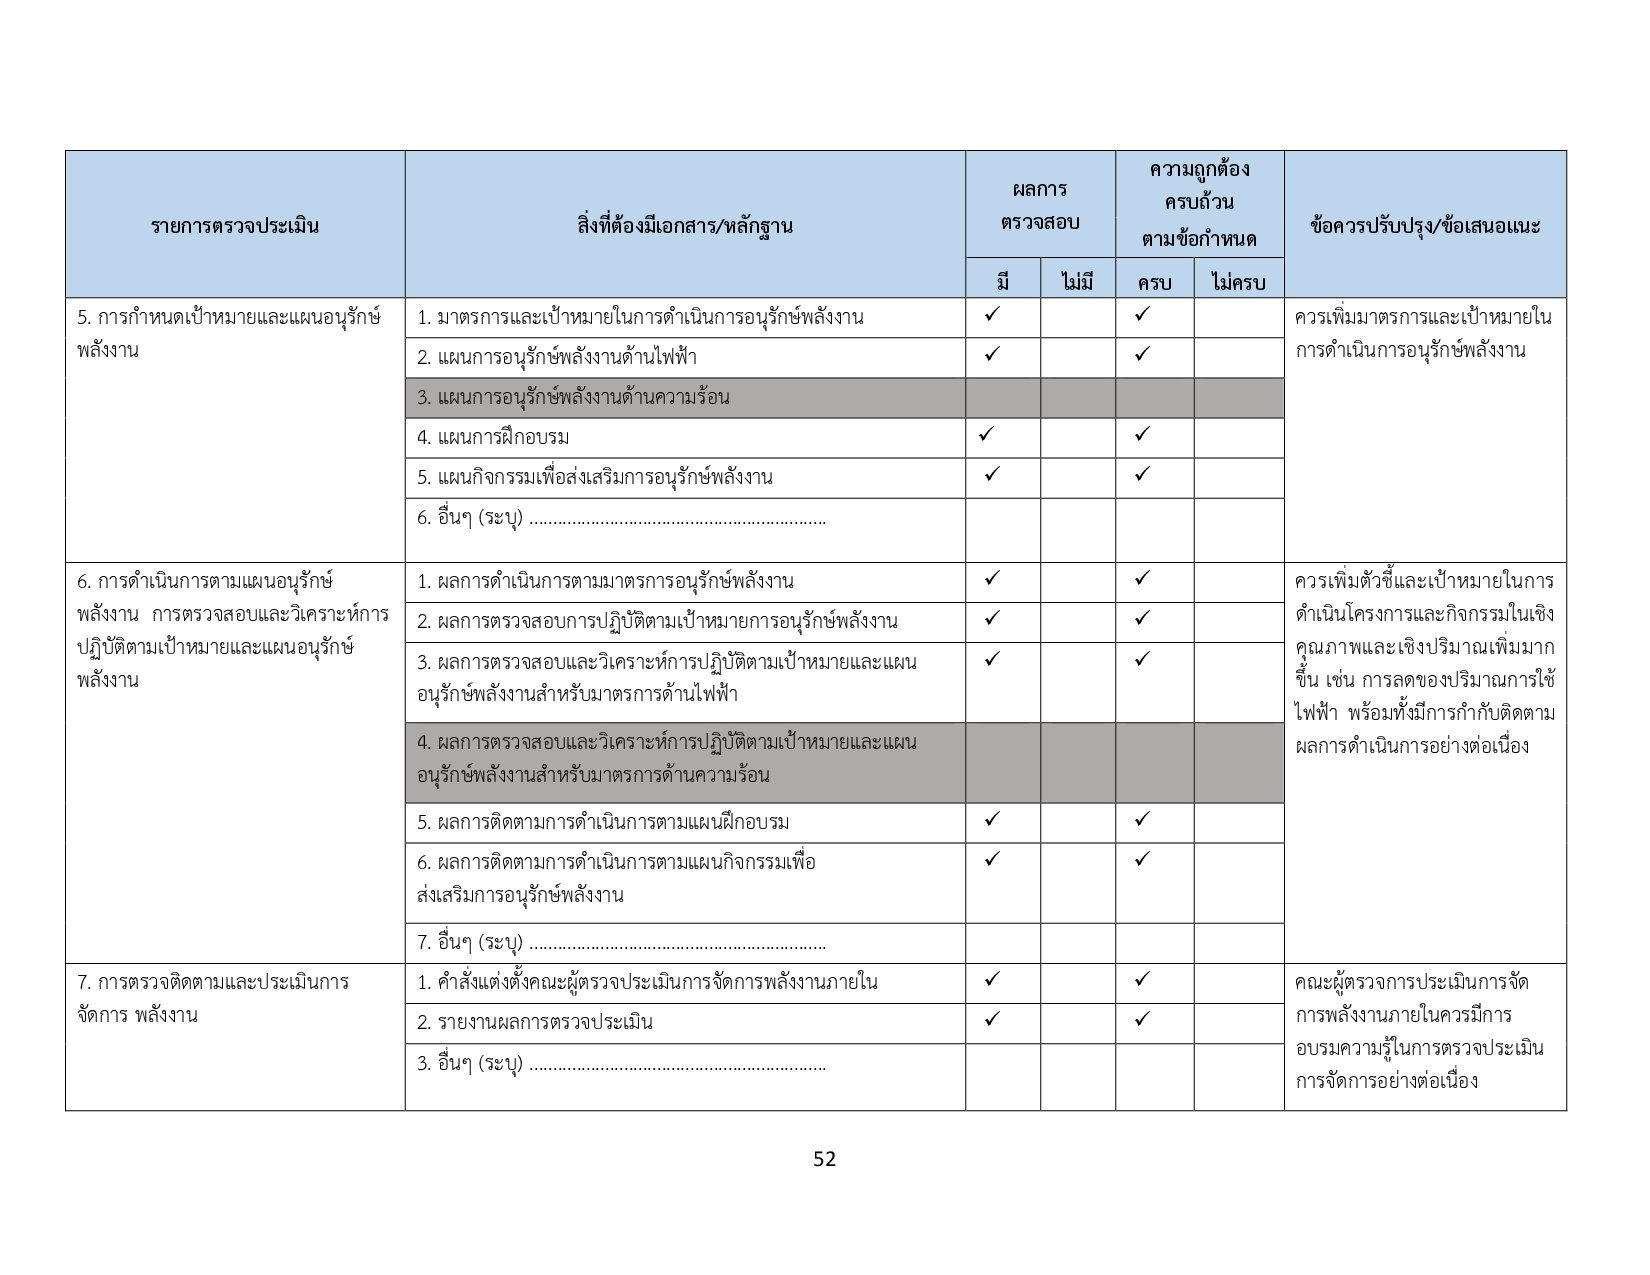 รายการตรวจประเมิน
สิ่งที่ต้องมีเอกสาร/หลักฐาน
ผลการ
ตรวจสอบ
ความถูกต้อง
ครบถ้วน
ตามข้อกำหนด
ข้อควรปรับปรุง/ข้อเสนอแนะ
มี
ไม่มี
ครบ
ไม่ครบ
5. การกำหนดเป้าหมายและแผนอนุรักษ์
พลังงาน
1. มาตรการและเป้าหมายในการดำเนินการอนุรักษ์พลังงาน ✓ ✓
2. แผนการอนุรักษ์พลังงานด้านไฟฟ้า ✓ ✓
3. แผนการอนุรักษ์พลังงานด้านความร้อน
4. แผนการฝึกอบรม ✓ ✓
5. แผนกิจกรรมเพื่อส่งเสริมการอนุรักษ์พลังงาน ✓ ✓
6. อื่นๆ (ระบุ) ...............................................................
ควรเพิ่มมาตรการและเป้าหมายใน
การดำเนินการอนุรักษ์พลังงาน
6. การดำเนินการตามแผนอนุรักษ์
พลังงาน การตรวจสอบและวิเคราะห์การ
ปฏิบัติตามเป้าหมายและแผนอนุรักษ์
พลังงาน
1. ผลการดำเนินการตามมาตรการอนุรักษ์พลังงาน ✓ ✓
2. ผลการตรวจสอบการปฏิบัติตามเป้าหมายการอนุรักษ์พลังงาน ✓ ✓
3. ผลการตรวจสอบและวิเคราะห์การปฏิบัติตามเป้าหมายและแผน ✓ ✓
อนุรักษ์พลังงานสำหรับมาตรการด้านไฟฟ้า
4. ผลการตรวจสอบและวิเคราะห์การปฏิบัติตามเป้าหมายและแผน
อนุรักษ์พลังงานสำหรับมาตรการด้านความร้อน
5. ผลการติดตามการดำเนินการตามแผนฝึกอบรม ✓ ✓
6. ผลการติดตามการดำเนินการตามแผนกิจกรรมเพื่อ ✓ ✓
ส่งเสริมการอนุรักษ์พลังงาน
7. อื่นๆ (ระบุ) ...............................................................
ควรเพิ่มตัวชี้และเป้าหมายในการ
ดำเนินโครงการและกิจกรรมในเชิง
คุณภาพและเชิงปริมาณเพิ่มมาก
ขึ้น เช่น การลดของปริมาณการใช้
ไฟฟ้า พร้อมทั้งมีการกำกับติดตาม
ผลการดำเนินการอย่างต่อเนื่อง
7. การตรวจติดตามและประเมินการ
จัดการ พลังงาน
1. คำสั่งแต่งตั้งคณะผู้ตรวจประเมินการจัดการพลังงานภายใน ✓ ✓
2. รายงานผลการตรวจประเมิน ✓ ✓
3. อื่นๆ (ระบุ) ...............................................................
คณะผู้ตรวจการประเมินการจัด
การพลังงานภายในควรมีการ
อบรมความรู้ในการตรวจประเมิน
การจัดการอย่างต่อเนื่อง
52